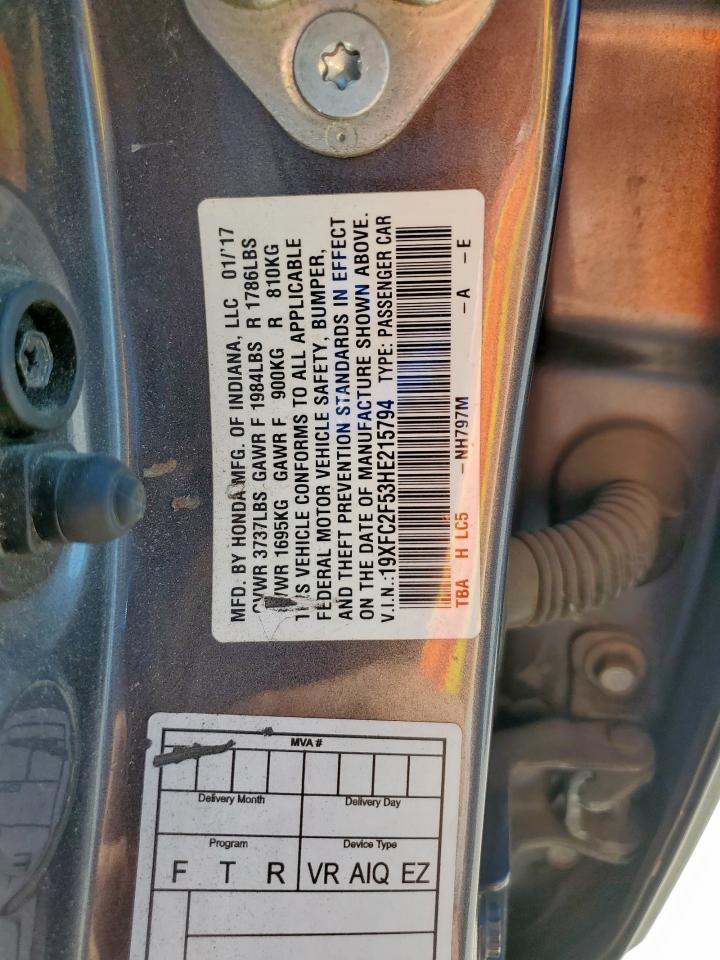 MFD. BY HONDA MFG. OF INDIANA, LLC 01/'17
GVWR 3737LBS GAWR F 1984LBS R 1786LBS
GVWR 1695KG GAWR F 900KG R 810KG
THIS VEHICLE CONFORMS TO ALL APPLICABLE
FEDERAL MOTOR VEHICLE SAFETY, BUMPER,
AND THEFT PREVENTION STANDARDS IN EFFECT
ON THE DATE OF MANUFACTURE SHOWN ABOVE.
V.I.N.:19XFC2F53HE215794 TYPE: PASSENGER CAR
TBA H LC5 -NH797M -A -E
MVA #
Delivery Month Delivery Day
Program Device Type
F T R VR AIQ EZ